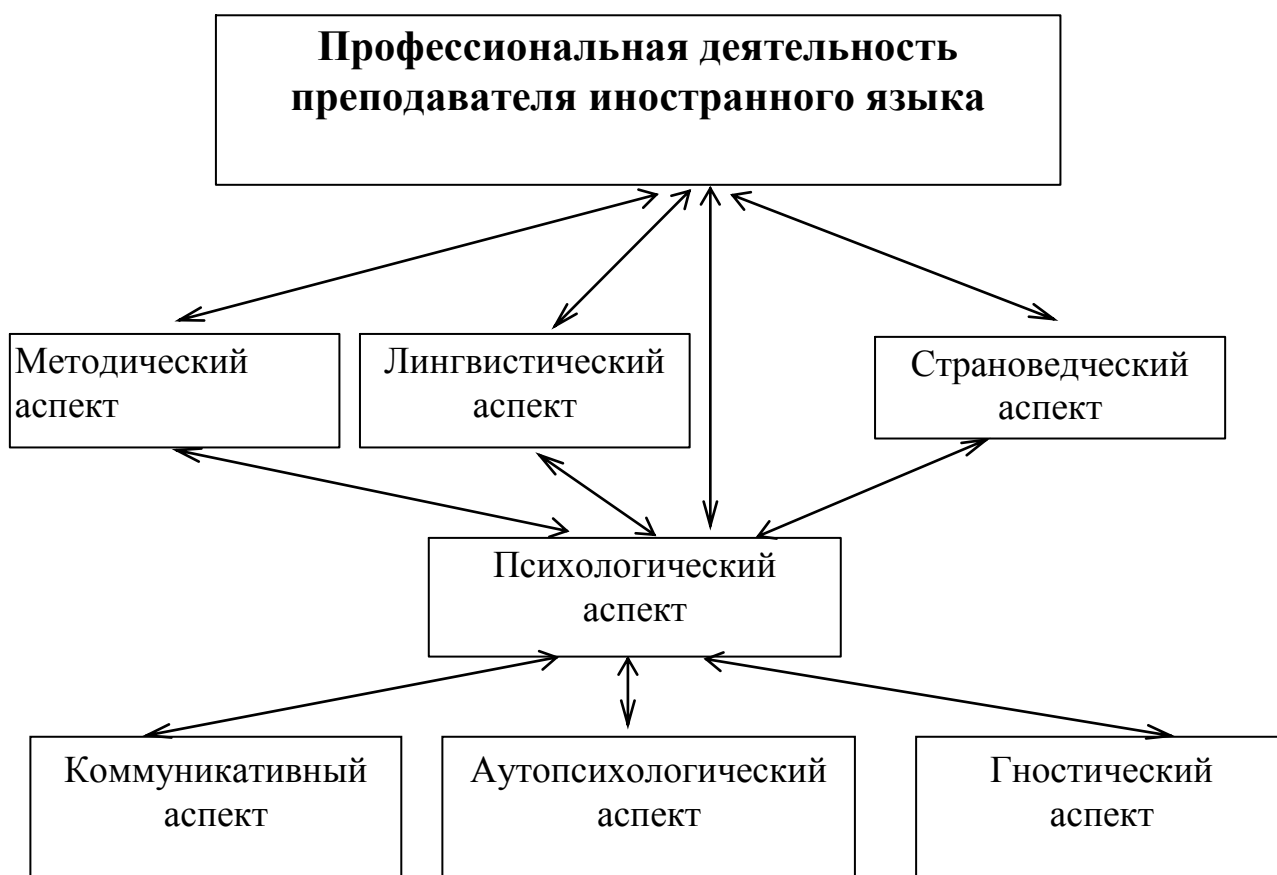 Профессиональная деятельность
преподавателя иностранного языка
Методический
аспект
Лингвистический
аспект
Страноведческий
аспект
Психологический
аспект
Коммуникативный
аспект
Аутопсихологический
аспект
Гностический
аспект